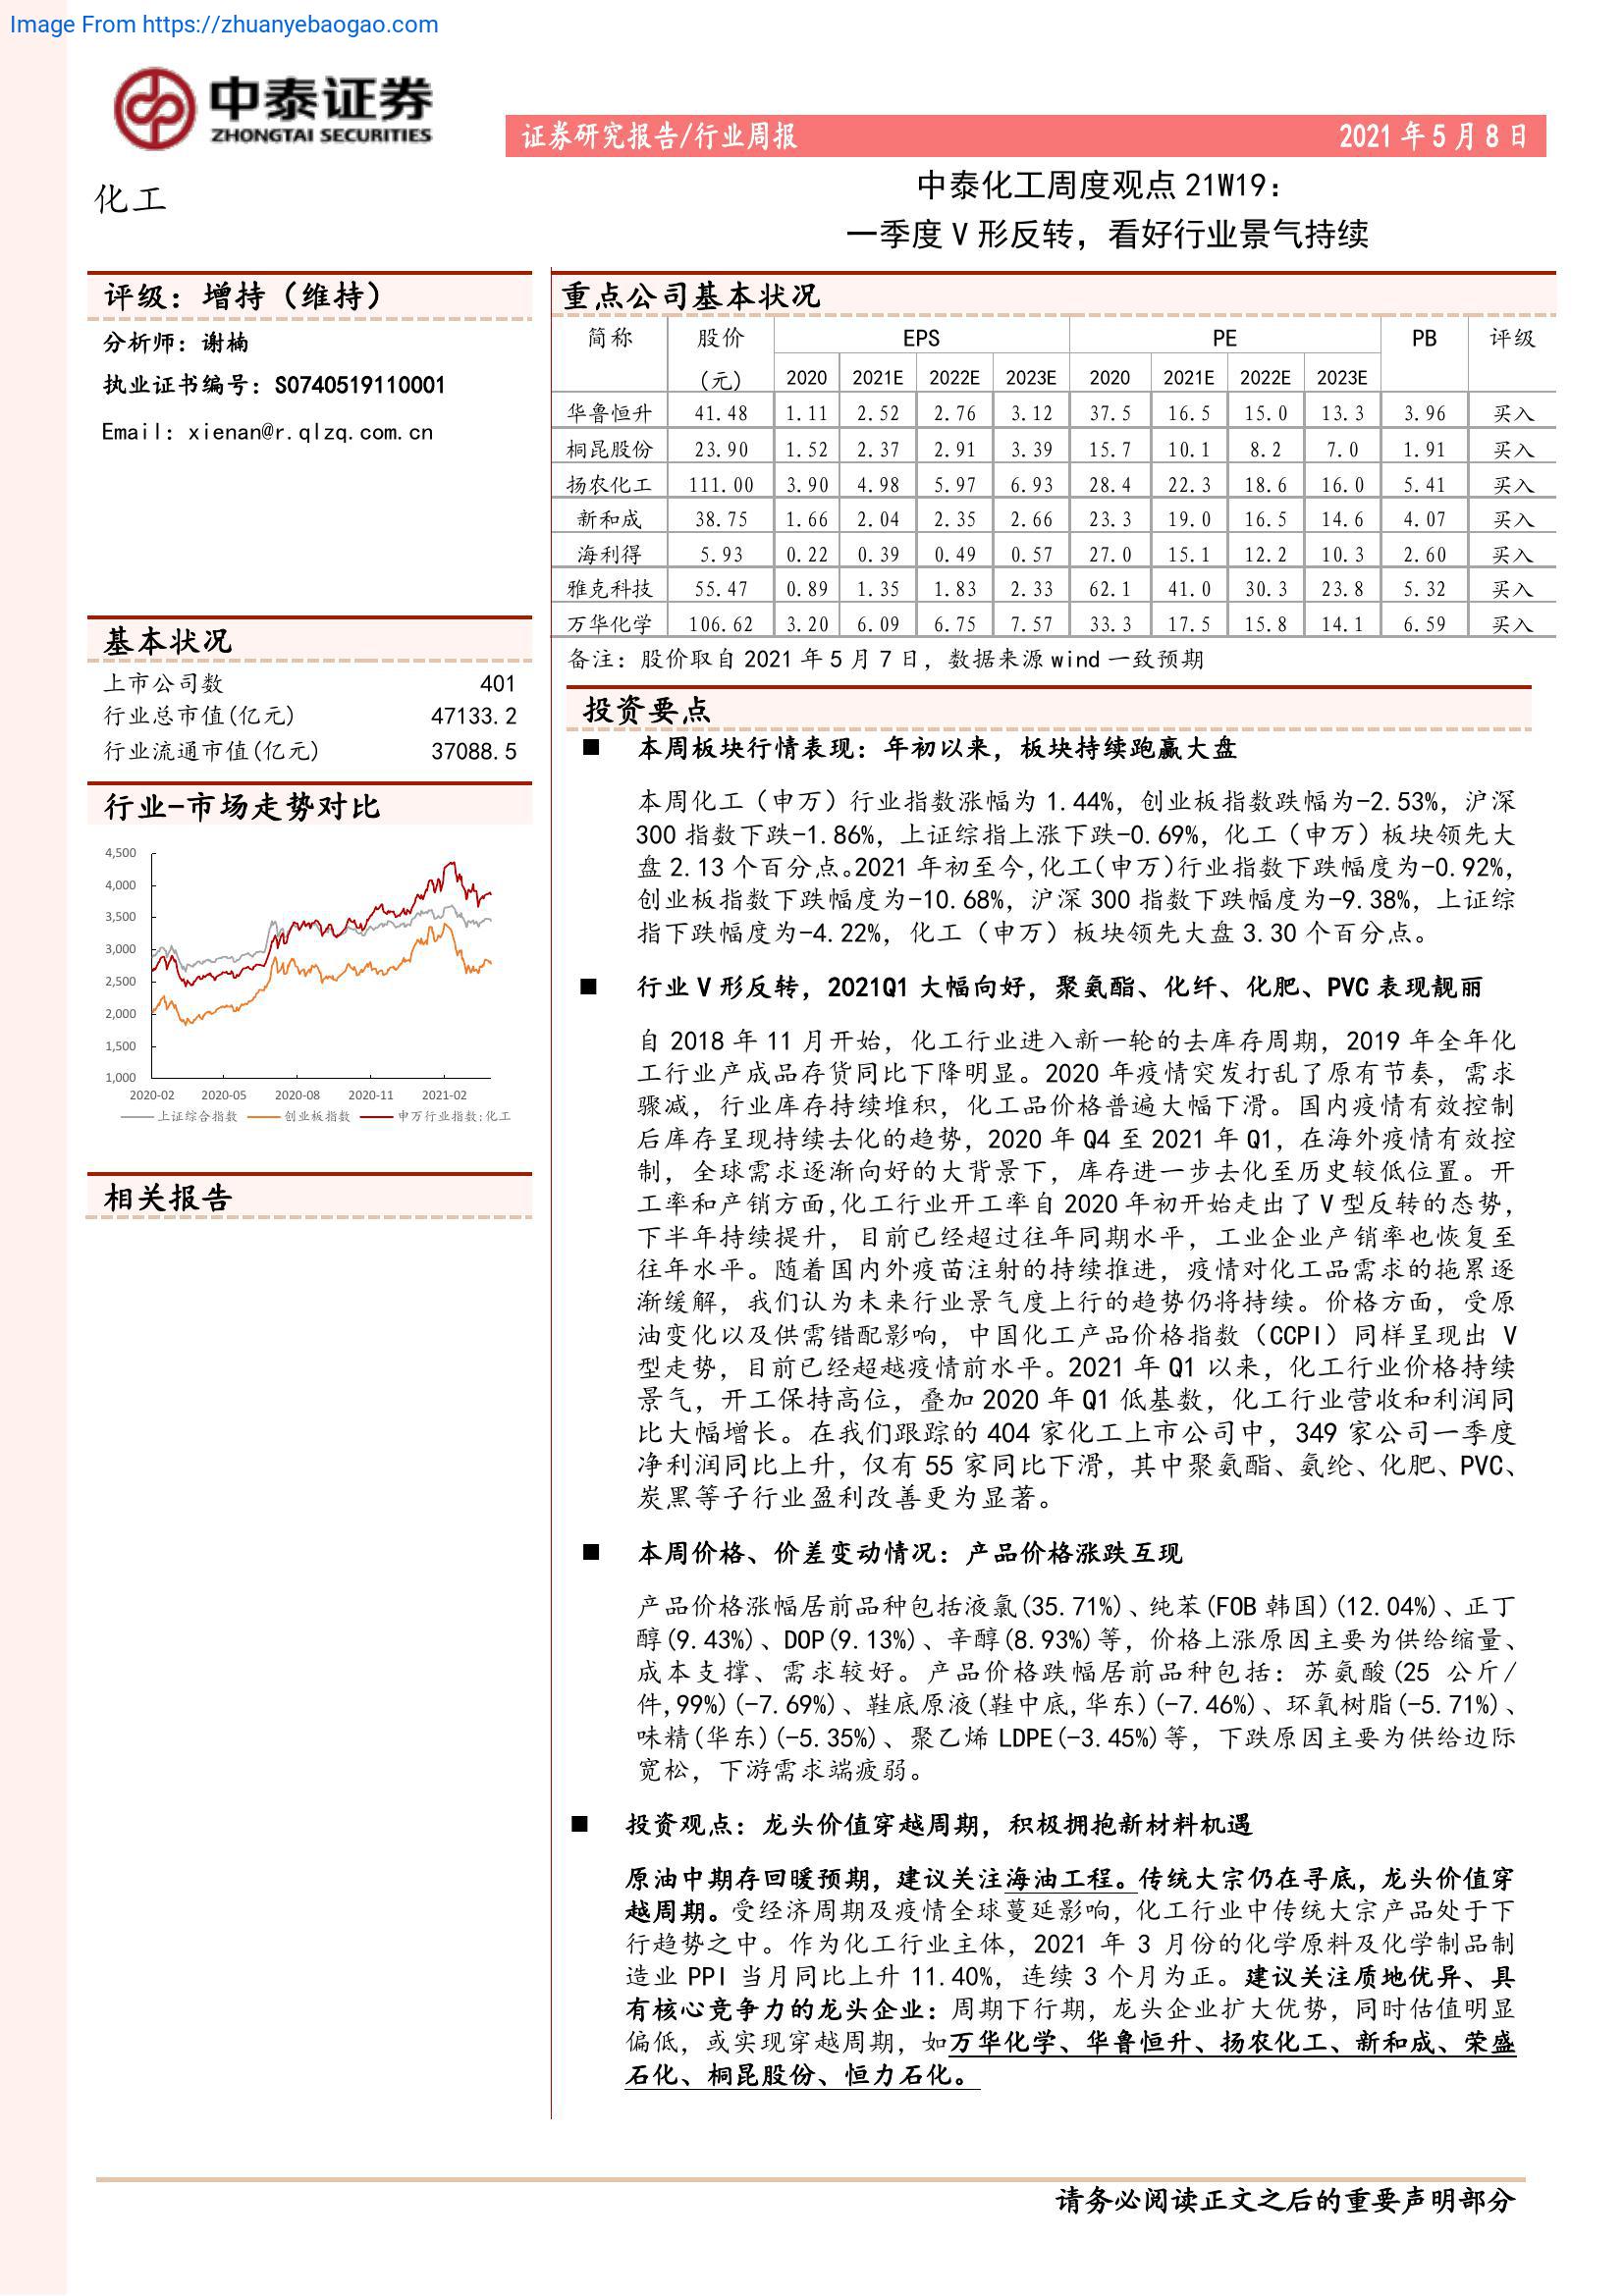 Image From https://zhuanyebaogao.com
中泰证券
ZHONGTAI SECURITIES
证券研究报告/行业周报 2021 年 5 月 8 日
化工
中泰化工周度观点 21W19：
一季度 V 形反转，看好行业景气持续
评级：增持（维持）
分析师：谢楠
执业证书编号：S0740519110001
Email：xienan@r.qlzq.com.cn
基本状况
上市公司数 401
行业总市值(亿元) 47133.2
行业流通市值(亿元) 37088.5
行业-市场走势对比
4,500
4,000
3,500
3,000
2,500
2,000
1,500
1,000
2020-02 2020-05 2020-08 2020-11 2021-02
上证综合指数 创业板指数 申万行业指数:化工
相关报告
重点公司基本状况
简称 股价 EPS PE PB 评级
(元) 2020 2021E 2022E 2023E 2020 2021E 2022E 2023E
华鲁恒升 41.48 1.11 2.52 2.76 3.12 37.5 16.5 15.0 13.3 3.96 买入
桐昆股份 23.90 1.52 2.37 2.91 3.39 15.7 10.1 8.2 7.0 1.91 买入
扬农化工 111.00 3.90 4.98 5.97 6.93 28.4 22.3 18.6 16.0 5.41 买入
新和成 38.75 1.66 2.04 2.35 2.66 23.3 19.0 16.5 14.6 4.07 买入
海利得 5.93 0.22 0.39 0.49 0.57 27.0 15.1 12.2 10.3 2.60 买入
雅克科技 55.47 0.89 1.35 1.83 2.33 62.1 41.0 30.3 23.8 5.32 买入
万华化学 106.62 3.20 6.09 6.75 7.57 33.3 17.5 15.8 14.1 6.59 买入
备注：股价取自 2021 年 5 月 7 日，数据来源 wind 一致预期
投资要点
■ 本周板块行情表现：年初以来，板块持续跑赢大盘
本周化工（申万）行业指数涨幅为 1.44%，创业板指数跌幅为-2.53%，沪深
300 指数下跌-1.86%，上证综指上涨下跌-0.69%，化工（申万）板块领先大
盘 2.13 个百分点。2021 年初至今,化工(申万)行业指数下跌幅度为-0.92%，
创业板指数下跌幅度为-10.68%，沪深 300 指数下跌幅度为-9.38%，上证综
指下跌幅度为-4.22%，化工（申万）板块领先大盘 3.30 个百分点。
■ 行业 V 形反转，2021Q1 大幅向好，聚氨酯、化纤、化肥、PVC 表现靓丽
自 2018 年 11 月开始，化工行业进入新一轮的去库存周期，2019 年全年化
工行业产成品存货同比下降明显。2020 年疫情突发打乱了原有节奏，需求
骤减，行业库存持续堆积，化工品价格普遍大幅下滑。国内疫情有效控制
后库存呈现持续去化的趋势，2020 年 Q4 至 2021 年 Q1，在海外疫情有效控
制，全球需求逐渐向好的大背景下，库存进一步去化至历史较低位置。开
工率和产销方面,化工行业开工率自 2020 年初开始走出了 V 型反转的态势，
下半年持续提升，目前已经超过往年同期水平，工业企业产销率也恢复至
往年水平。随着国内外疫苗注射的持续推进，疫情对化工品需求的拖累逐
渐缓解，我们认为未来行业景气度上行的趋势仍将持续。价格方面，受原
油变化以及供需错配影响，中国化工产品价格指数（CCPI）同样呈现出 V
型走势，目前已经超越疫情前水平。2021 年 Q1 以来，化工行业价格持续
景气，开工保持高位，叠加 2020 年 Q1 低基数，化工行业营收和利润同
比大幅增长。在我们跟踪的 404 家化工上市公司中，349 家公司一季度
净利润同比上升，仅有 55 家同比下滑，其中聚氨酯、氨纶、化肥、PVC、
炭黑等子行业盈利改善更为显著。
■ 本周价格、价差变动情况：产品价格涨跌互现
产品价格涨幅居前品种包括液氯(35.71%)、纯苯(FOB 韩国)(12.04%)、正丁
醇(9.43%)、DOP(9.13%)、辛醇(8.93%)等，价格上涨原因主要为供给缩量、
成本支撑、需求较好。产品价格跌幅居前品种包括：苏氨酸(25 公斤/
件,99%)(-7.69%)、鞋底原液(鞋中底,华东)(-7.46%)、环氧树脂(-5.71%)、
味精(华东)(-5.35%)、聚乙烯 LDPE(-3.45%)等，下跌原因主要为供给边际
宽松，下游需求端疲弱。
■ 投资观点：龙头价值穿越周期，积极拥抱新材料机遇
原油中期存回暖预期，建议关注海油工程。传统大宗仍在寻底，龙头价值穿
越周期。受经济周期及疫情全球蔓延影响，化工行业中传统大宗产品处于下
行趋势之中。作为化工行业主体，2021 年 3 月份的化学原料及化学制品制
造业 PPI 当月同比上升 11.40%，连续 3 个月为正。建议关注质地优异、具
有核心竞争力的龙头企业：周期下行期，龙头企业扩大优势，同时估值明显
偏低，或实现穿越周期，如万华化学、华鲁恒升、扬农化工、新和成、荣盛
石化、桐昆股份、恒力石化。
请务必阅读正文之后的重要声明部分